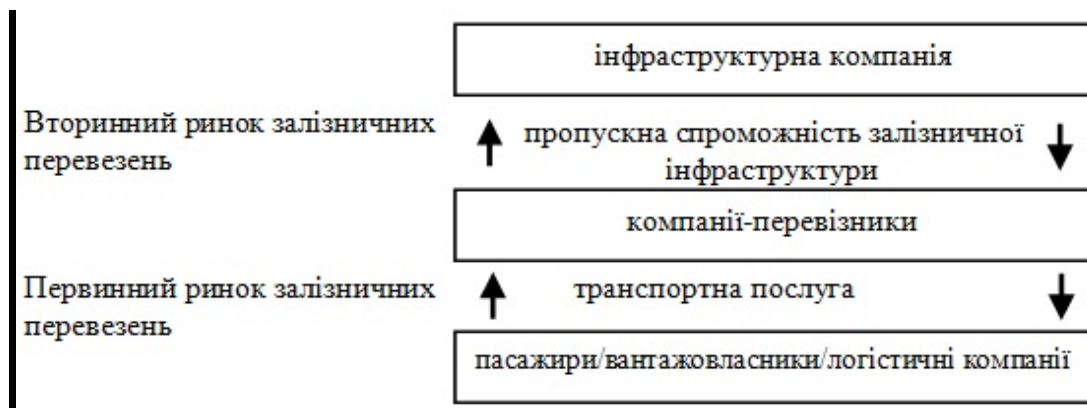 інфраструктурна компанія
Вторинний ринок залізничних
перевезень
пропускна спроможність залізничної
інфраструктури
компанії-перевізники
Первинний ринок залізничних
перевезень
транспортна послуга
пасажири/вантажовласники/логістичні компанії